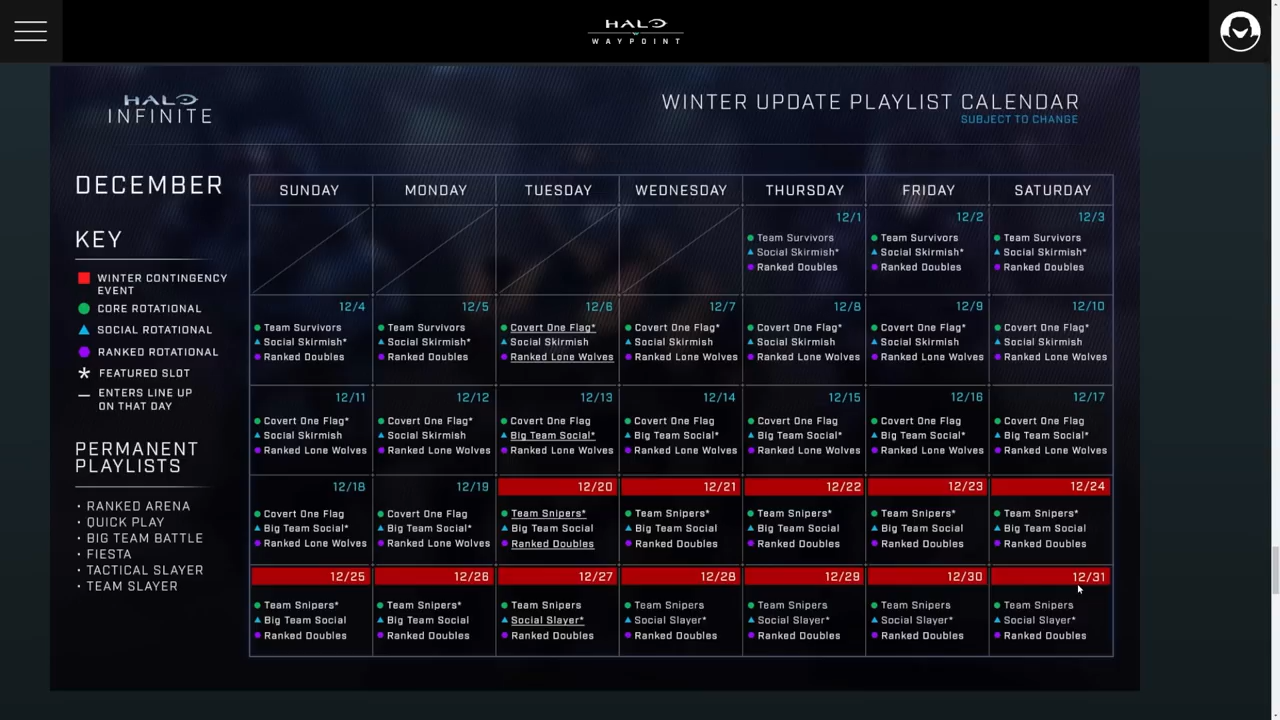 HALO
WAYPOINT
HALO
INFINITE
WINTER UPDATE PLAYLIST CALENDAR
SUBJECT TO CHANGE
DECEMBER
KEY
WINTER CONTINGENCY
EVENT
CORE ROTATIONAL
SOCIAL ROTATIONAL
RANKED ROTATIONAL
* FEATURED SLOT
— ENTERS LINE UP
ON THAT DAY
PERMANENT
PLAYLISTS
· RANKED ARENA
· QUICK PLAY
· BIG TEAM BATTLE
· FIESTA
· TACTICAL SLAYER
· TEAM SLAYER
SUNDAY MONDAY TUESDAY WEDNESDAY THURSDAY FRIDAY SATURDAY
12/1 12/2 12/3
Team Survivors Team Survivors Team Survivors
Social Skirmish* Social Skirmish* Social Skirmish*
Ranked Doubles Ranked Doubles Ranked Doubles
12/4 12/5 12/6 12/7 12/8 12/9 12/10
Team Survivors Team Survivors Covert One Flag* Covert One Flag* Covert One Flag* Covert One Flag* Covert One Flag*
Social Skirmish* Social Skirmish* Social Skirmish Social Skirmish Social Skirmish Social Skirmish Social Skirmish
Ranked Doubles Ranked Doubles Ranked Lone Wolves Ranked Lone Wolves Ranked Lone Wolves Ranked Lone Wolves Ranked Lone Wolves
12/11 12/12 12/13 12/14 12/15 12/16 12/17
Covert One Flag* Covert One Flag* Covert One Flag Covert One Flag Covert One Flag Covert One Flag Covert One Flag
Social Skirmish Social Skirmish Big Team Social* Big Team Social* Big Team Social* Big Team Social* Big Team Social*
Ranked Lone Wolves Ranked Lone Wolves Ranked Lone Wolves Ranked Lone Wolves Ranked Lone Wolves Ranked Lone Wolves Ranked Lone Wolves
12/18 12/19 12/20 12/21 12/22 12/23 12/24
Covert One Flag Covert One Flag Team Snipers* Team Snipers* Team Snipers* Team Snipers* Team Snipers*
Big Team Social* Big Team Social* Big Team Social Big Team Social Big Team Social Big Team Social Big Team Social
Ranked Lone Wolves Ranked Lone Wolves Ranked Doubles Ranked Doubles Ranked Doubles Ranked Doubles Ranked Doubles
12/25 12/26 12/27 12/28 12/29 12/30 12/31
Team Snipers* Team Snipers* Team Snipers Team Snipers Team Snipers Team Snipers Team Snipers
Big Team Social Big Team Social Social Slayer* Social Slayer* Social Slayer* Social Slayer* Social Slayer*
Ranked Doubles Ranked Doubles Ranked Doubles Ranked Doubles Ranked Doubles Ranked Doubles Ranked Doubles